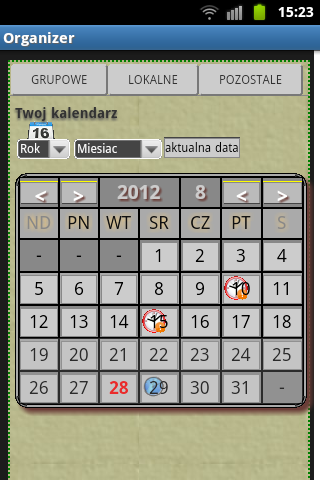 15:23
Organizer
GRUPOWE LOKALNE POZOSTALE
Twoj kalendarz
16
Rok Miesiac aktualna data
< > 2012 8 < >
ND PN WT SR CZ PT S
- - - 1 2 3 4
5 6 7 8 9 10 11
12 13 14 15 16 17 18
19 20 21 22 23 24 25
26 27 28 29 30 31 -